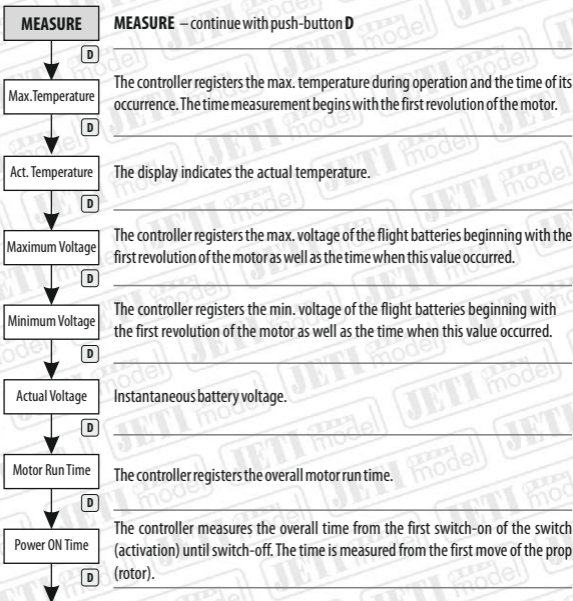 MEASURE
MEASURE – continue with push-button D
D
Max.Temperature
The controller registers the max. temperature during operation and the time of its
occurrence. The time measurement begins with the first revolution of the motor.
D
Act. Temperature
The display indicates the actual temperature.
D
Maximum Voltage
The controller registers the max. voltage of the flight batteries beginning with the
first revolution of the motor as well as the time when this value occurred.
D
Minimum Voltage
The controller registers the min. voltage of the flight batteries beginning with
the first revolution of the motor as well as the time when this value occurred.
D
Actual Voltage
Instantaneous battery voltage.
D
Motor Run Time
The controller registers the overall motor run time.
D
Power ON Time
The controller measures the overall time from the first switch-on of the switch
(activation) until switch-off. The time is measured from the first move of the prop
(rotor).
D
JETI model